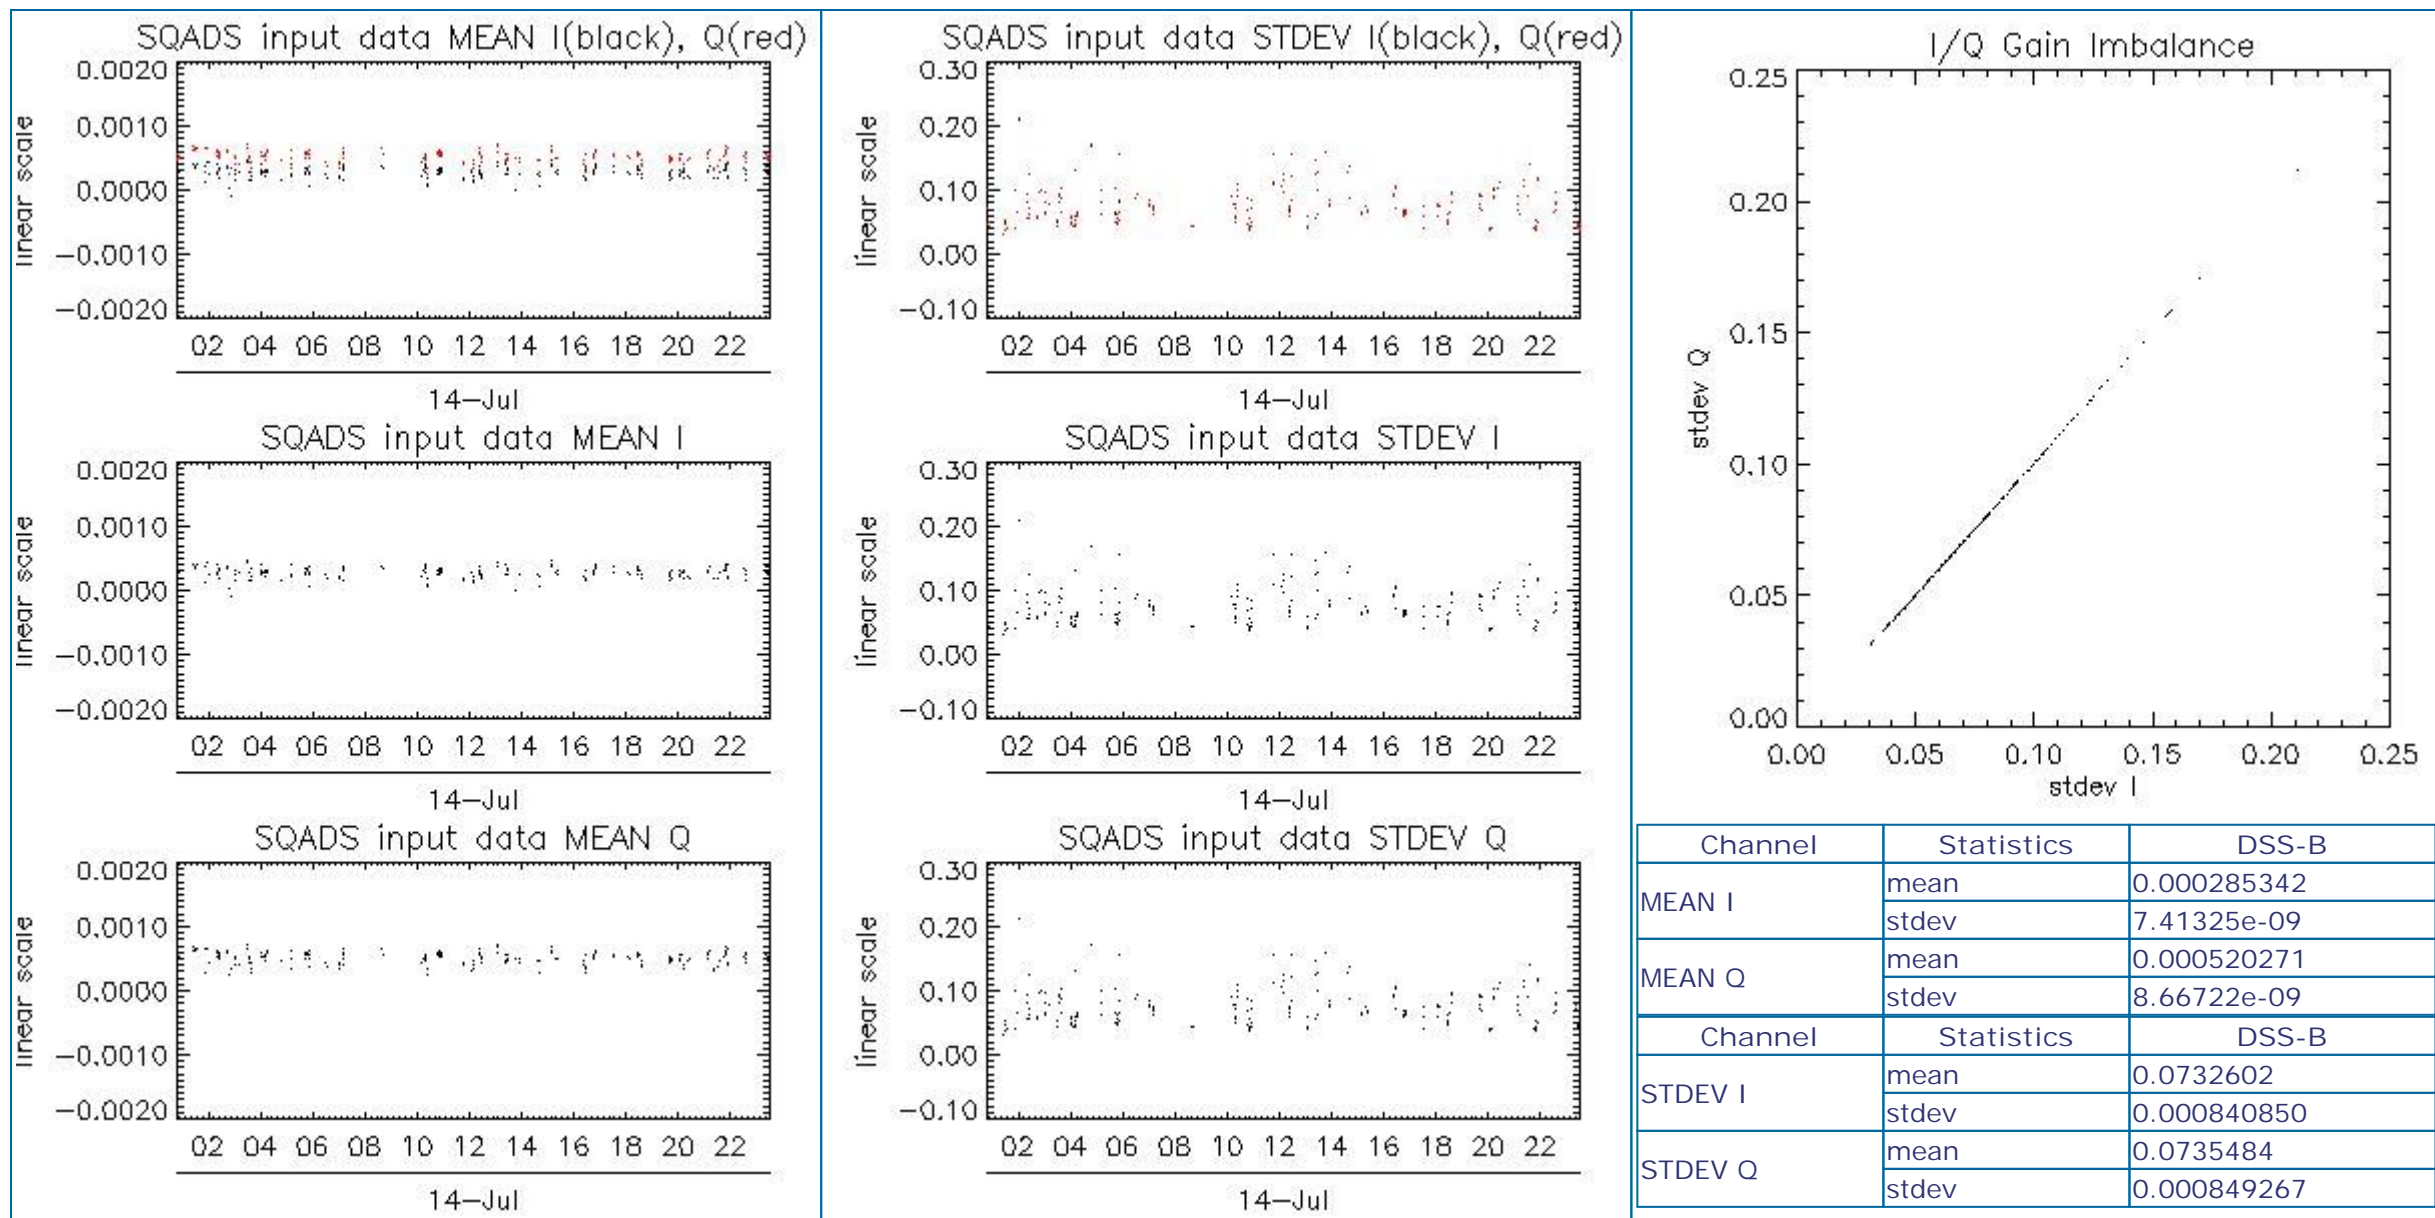 SQADS input data MEAN I(black), Q(red)
0.0020
0.0010
0.0000
−0.0010
−0.0020
linear scale
02 04 06 08 10 12 14 16 18 20 22
14−Jul
SQADS input data MEAN I
0.0020
0.0010
0.0000
−0.0010
−0.0020
linear scale
02 04 06 08 10 12 14 16 18 20 22
14−Jul
SQADS input data MEAN Q
0.0020
0.0010
0.0000
−0.0010
−0.0020
linear scale
02 04 06 08 10 12 14 16 18 20 22
14−Jul
SQADS input data STDEV I(black), Q(red)
0.30
0.20
0.10
0.00
−0.10
linear scale
02 04 06 08 10 12 14 16 18 20 22
14−Jul
SQADS input data STDEV I
0.30
0.20
0.10
0.00
−0.10
linear scale
02 04 06 08 10 12 14 16 18 20 22
14−Jul
SQADS input data STDEV Q
0.30
0.20
0.10
0.00
−0.10
linear scale
02 04 06 08 10 12 14 16 18 20 22
14−Jul
I/Q Gain Imbalance
0.25
0.20
0.15
0.10
0.05
0.00
stdev Q
0.00 0.05 0.10 0.15 0.20 0.25
stdev I
Channel Statistics DSS-B
MEAN I mean 0.000285342
stdev 7.41325e-09
MEAN Q mean 0.000520271
stdev 8.66722e-09
Channel Statistics DSS-B
STDEV I mean 0.0732602
stdev 0.000840850
STDEV Q mean 0.0735484
stdev 0.000849267